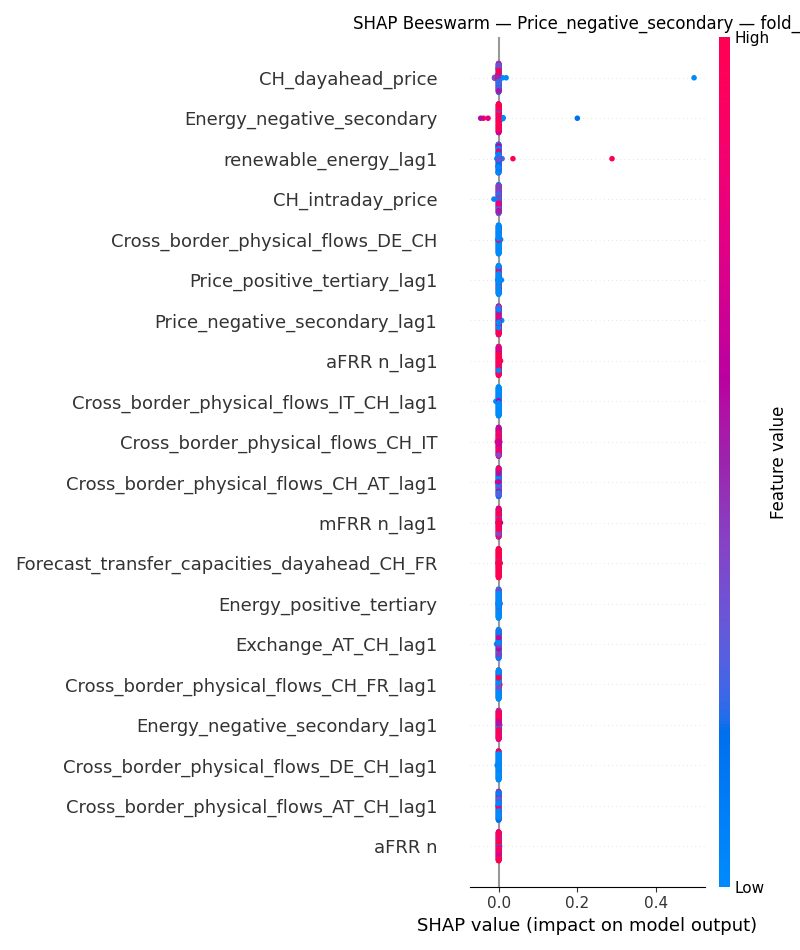 SHAP Beeswarm — Price_negative_secondary — fold_
High
CH_dayahead_price
Energy_negative_secondary
renewable_energy_lag1
CH_intraday_price
Cross_border_physical_flows_DE_CH
Price_positive_tertiary_lag1
Price_negative_secondary_lag1
aFRR n_lag1
Cross_border_physical_flows_IT_CH_lag1
Cross_border_physical_flows_CH_IT
Cross_border_physical_flows_CH_AT_lag1
mFRR n_lag1
Forecast_transfer_capacities_dayahead_CH_FR
Energy_positive_tertiary
Exchange_AT_CH_lag1
Cross_border_physical_flows_CH_FR_lag1
Energy_negative_secondary_lag1
Cross_border_physical_flows_DE_CH_lag1
Cross_border_physical_flows_AT_CH_lag1
aFRR n
Feature value
Low
0.0 0.2 0.4
SHAP value (impact on model output)